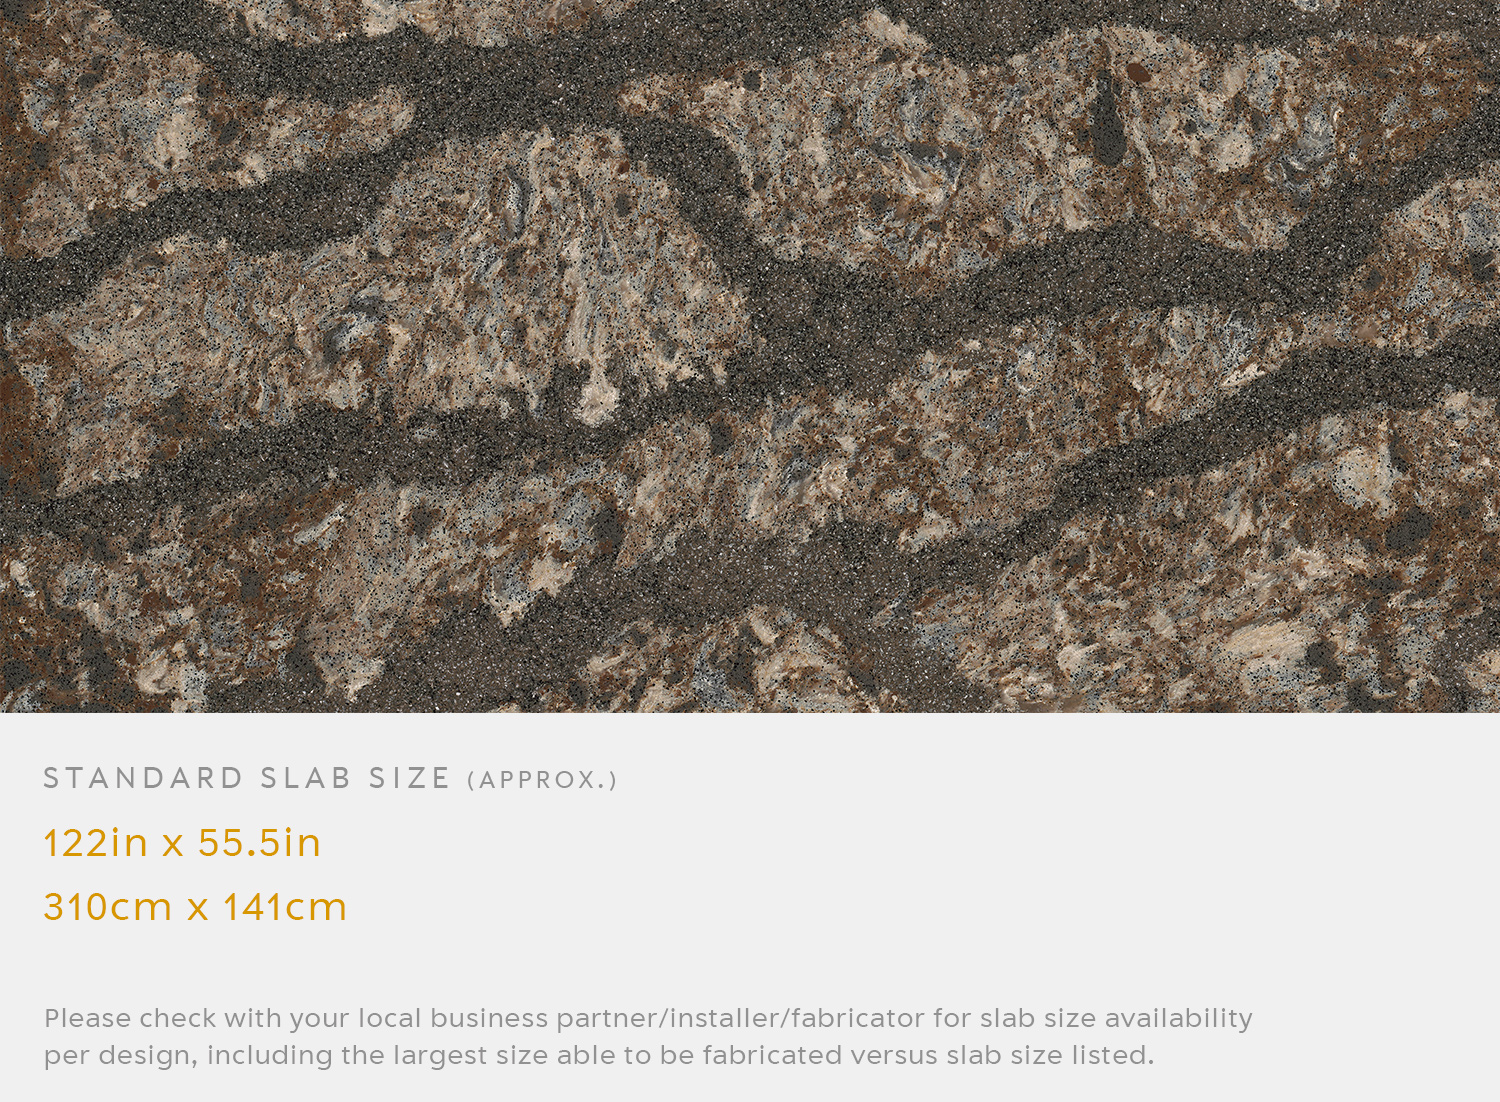 STANDARD SLAB SIZE (APPROX.)
122in x 55.5in
310cm x 141cm
Please check with your local business partner/installer/fabricator for slab size availability
per design, including the largest size able to be fabricated versus slab size listed.